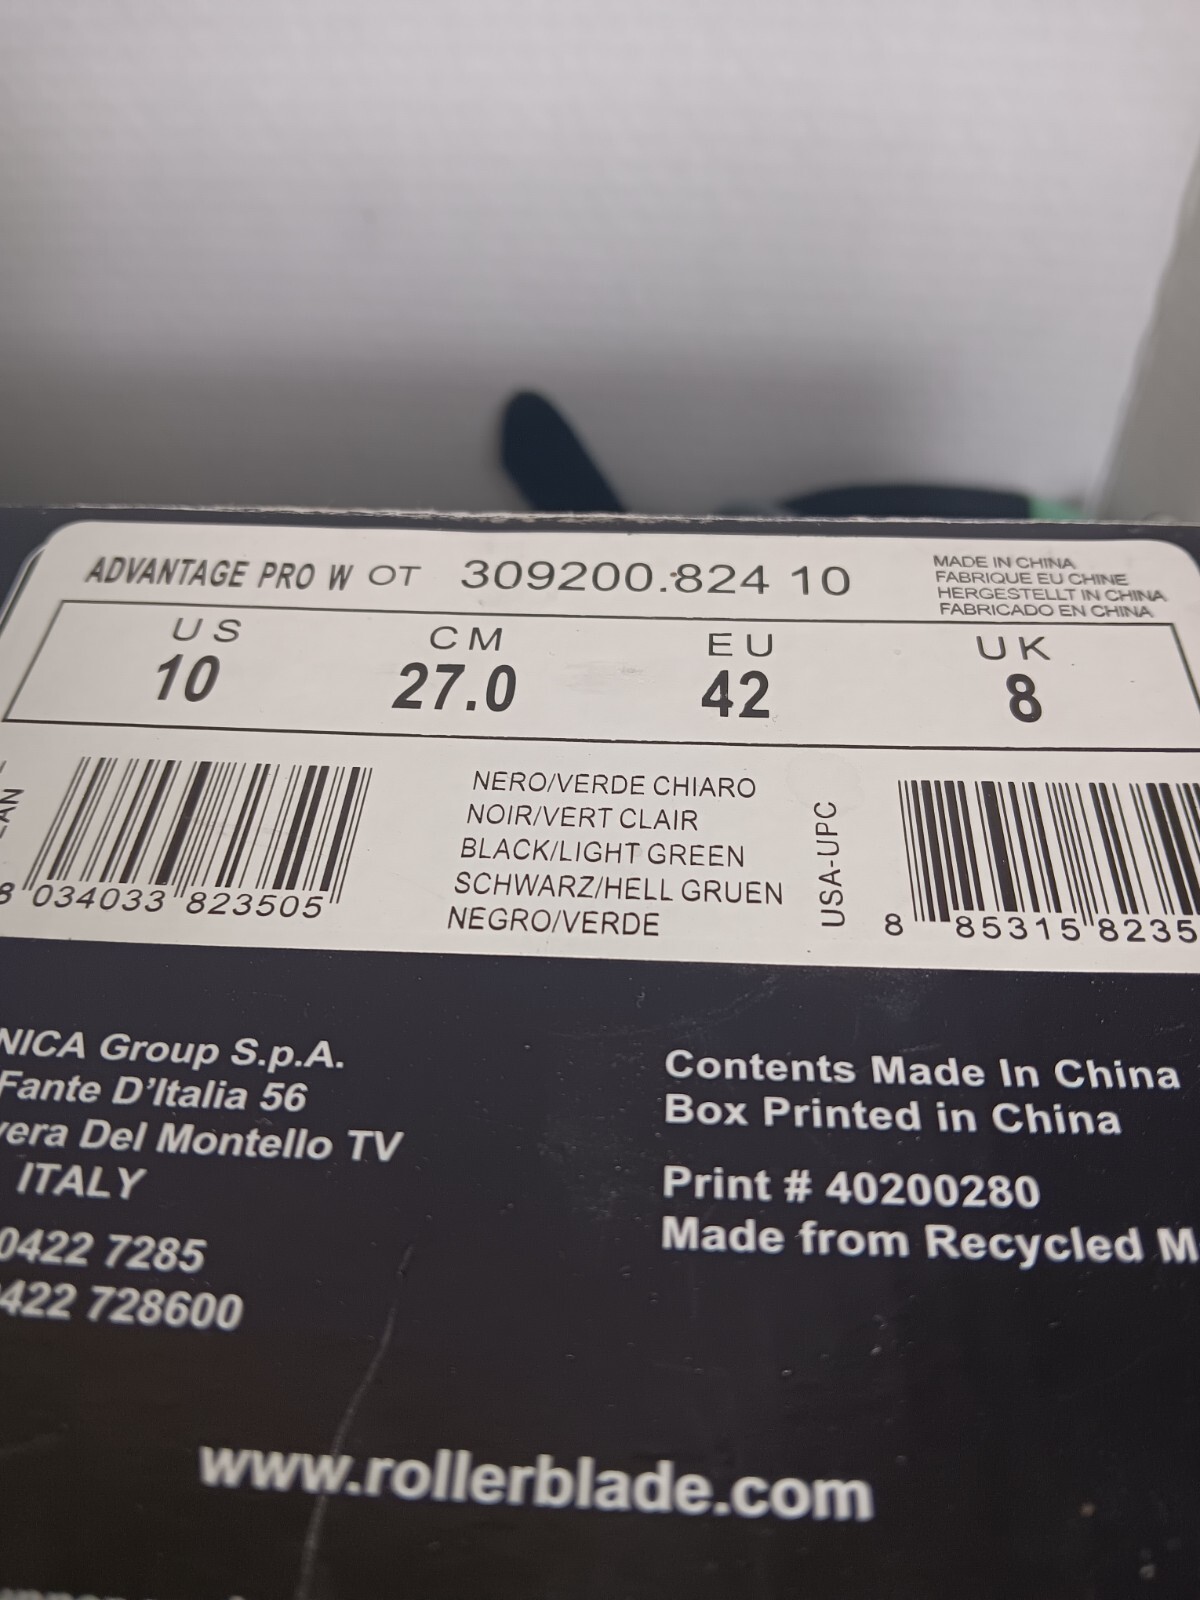 ADVANTAGE PRO W OT 309200.824 10
MADE IN CHINA
FABRIQUE EU CHINE
HERGESTELLT IN CHINA
FABRICADO EN CHINA
US CM EU UK
10 27.0 42 8
EAN
8 034033 823505
NERO/VERDE CHIARO
NOIR/VERT CLAIR
BLACK/LIGHT GREEN
SCHWARZ/HELL GRUEN
NEGRO/VERDE
USA-UPC
8 85315 8235
NICA Group S.p.A.
Fante D'Italia 56
vera Del Montello TV
ITALY
0422 7285
422 728600
Contents Made In China
Box Printed in China
Print # 40200280
Made from Recycled M
www.rollerblade.com